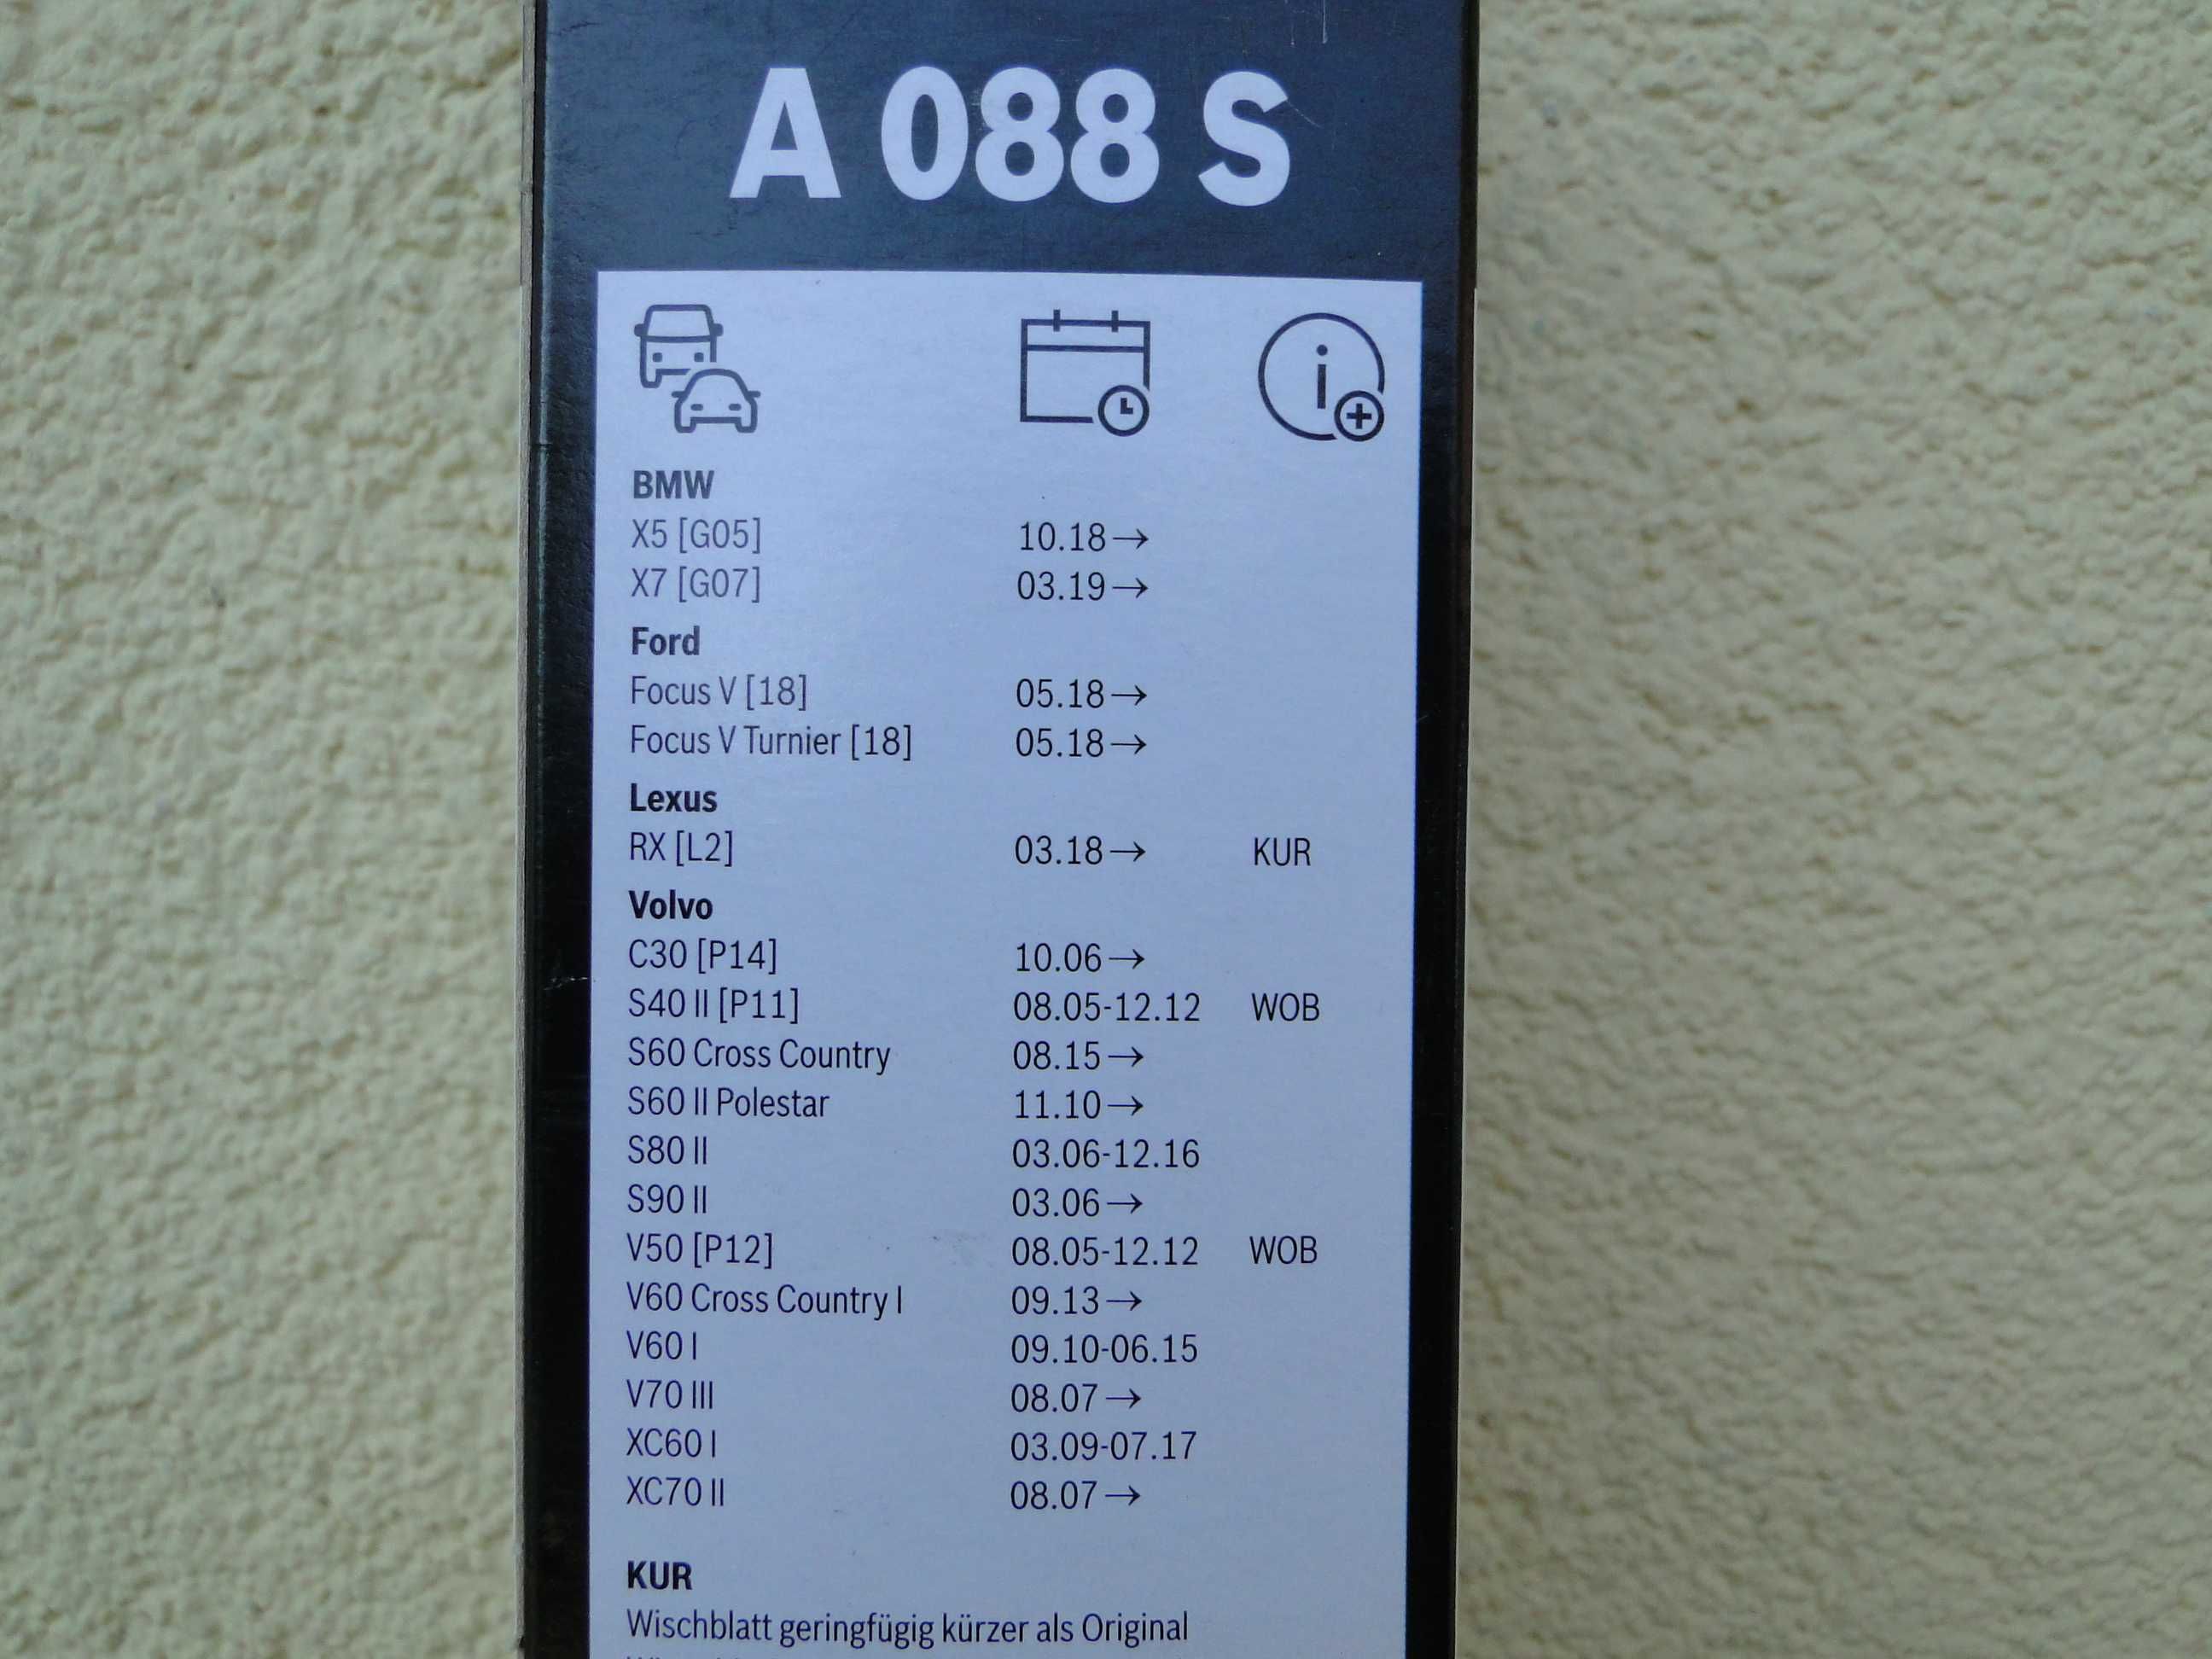 A 088 S
BMW
X5 [G05] 10.18→
X7 [G07] 03.19→
Ford
Focus V [18] 05.18→
Focus V Turnier [18] 05.18→
Lexus
RX [L2] 03.18→ KUR
Volvo
C30 [P14] 10.06→
S40 II [P11] 08.05-12.12 WOB
S60 Cross Country 08.15→
S60 II Polestar 11.10→
S80 II 03.06-12.16
S90 II 03.06→
V50 [P12] 08.05-12.12 WOB
V60 Cross Country I 09.13→
V60 I 09.10-06.15
V70 III 08.07→
XC60 I 03.09-07.17
XC70 II 08.07→
KUR
Wischblatt geringfügig kürzer als Original